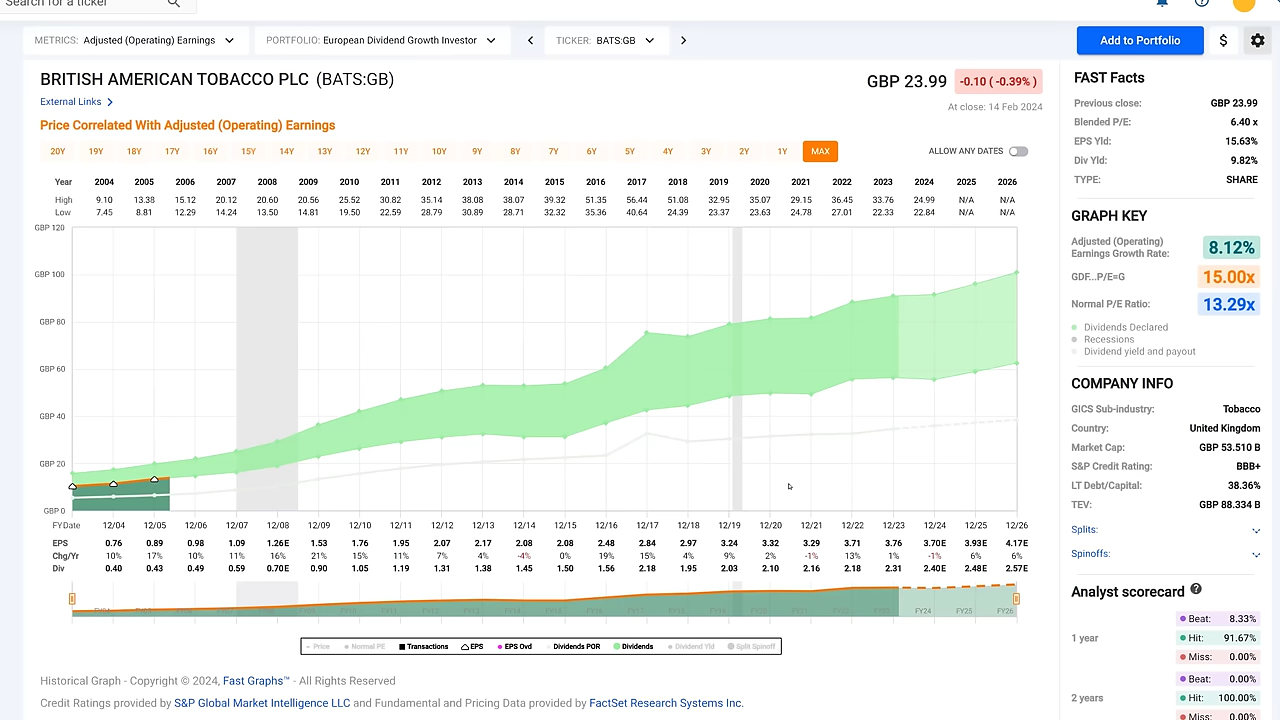 Search for a ticker
METRICS: Adjusted (Operating) Earnings PORTFOLIO: European Dividend Growth Investor TICKER: BATS:GB Add to Portfolio $
BRITISH AMERICAN TOBACCO PLC (BATS:GB) GBP 23.99 -0.10 ( -0.39% )
External Links At close: 14 Feb 2024
Price Correlated With Adjusted (Operating) Earnings
20Y 19Y 18Y 17Y 16Y 15Y 14Y 13Y 12Y 11Y 10Y 9Y 8Y 7Y 6Y 5Y 4Y 3Y 2Y 1Y MAX ALLOW ANY DATES
Year 2004 2005 2006 2007 2008 2009 2010 2011 2012 2013 2014 2015 2016 2017 2018 2019 2020 2021 2022 2023 2024 2025 2026
High 9.10 13.38 15.12 20.12 20.60 20.56 25.52 30.82 35.14 38.08 38.07 39.32 51.35 56.44 51.08 32.95 35.07 29.15 36.45 33.76 24.99 N/A N/A
Low 7.45 8.81 12.29 14.24 13.50 14.81 19.50 22.59 28.79 30.89 28.71 32.32 35.36 40.64 24.39 23.37 23.63 24.78 27.01 22.33 22.84 N/A N/A
GBP 120
GBP 100
GBP 80
GBP 60
GBP 40
GBP 20
GBP 0
FYDate 12/04 12/05 12/06 12/07 12/08 12/09 12/10 12/11 12/12 12/13 12/14 12/15 12/16 12/17 12/18 12/19 12/20 12/21 12/22 12/23 12/24 12/25 12/26
EPS 0.76 0.89 0.98 1.09 1.26E 1.53 1.76 1.95 2.07 2.17 2.08 2.08 2.48 2.84 2.97 3.24 3.32 3.29 3.71 3.76 3.70E 3.93E 4.17E
Chg/Yr 10% 17% 10% 11% 16% 21% 15% 11% 7% 4% -4% 0% 19% 15% 4% 9% 2% -1% 13% 1% -1% 6% 6%
Div 0.40 0.43 0.49 0.59 0.70E 0.90 1.05 1.19 1.31 1.38 1.45 1.50 1.56 2.18 1.95 2.03 2.10 2.16 2.18 2.31 2.40E 2.48E 2.57E
FY24 FY25 FY26
Price Normal PE Transactions EPS EPS Ovd Dividends POR Dividends Dividend Yld Split Spinoff
Historical Graph - Copyright © 2024, Fast Graphs™ - All Rights Reserved
Credit Ratings provided by S&P Global Market Intelligence LLC and Fundamental and Pricing Data provided by FactSet Research Systems Inc.
FAST Facts
Previous close: GBP 23.99
Blended P/E: 6.40 x
EPS Yld: 15.63%
Div Yld: 9.82%
TYPE: SHARE
GRAPH KEY
Adjusted (Operating)
Earnings Growth Rate: 8.12%
GDF...P/E=G 15.00x
Normal P/E Ratio: 13.29x
Dividends Declared
Recessions
Dividend yield and payout
COMPANY INFO
GICS Sub-industry: Tobacco
Country: United Kingdom
Market Cap: GBP 53.510 B
S&P Credit Rating: BBB+
LT Debt/Capital: 38.36%
TEV: GBP 88.334 B
Splits:
Spinoffs:
Analyst scorecard
Beat: 8.33%
1 year Hit: 91.67%
Miss: 0.00%
Beat: 0.00%
2 years Hit: 100.00%
Miss: 0.00%